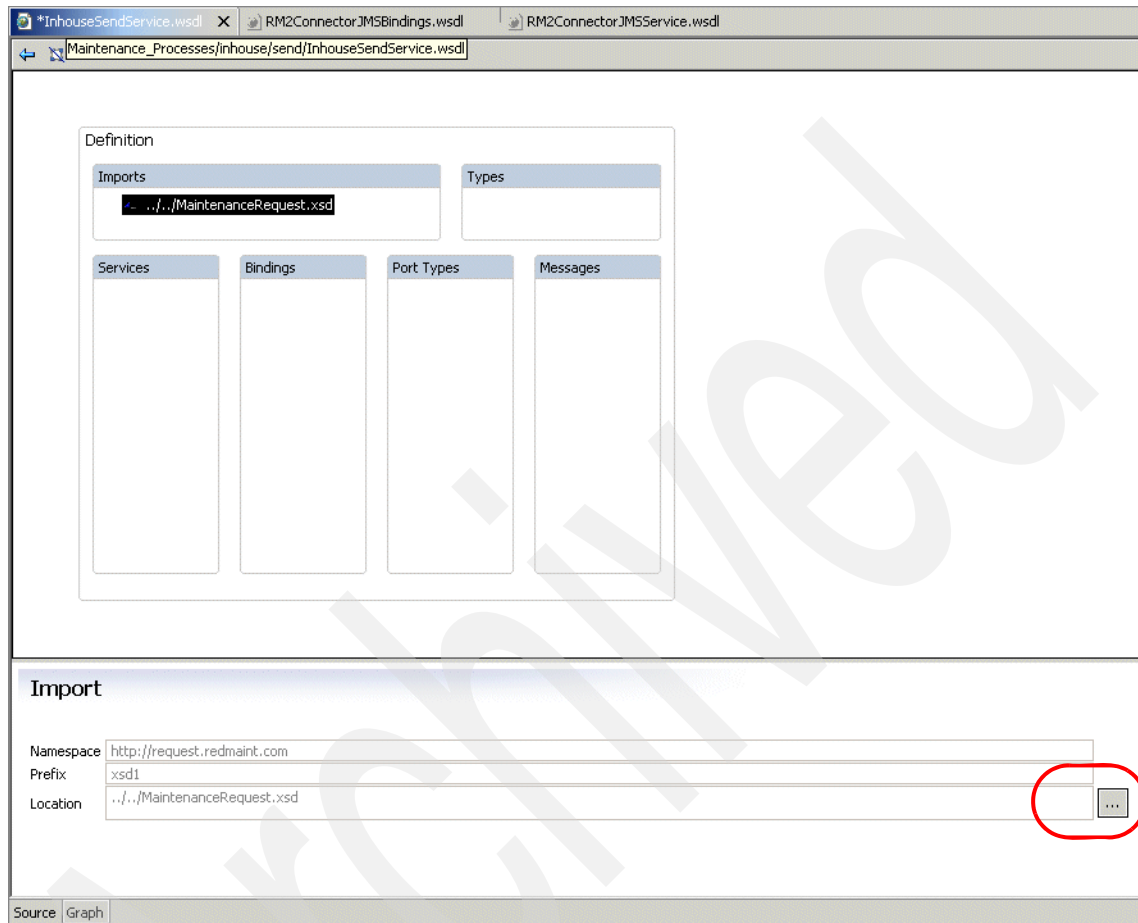 *InhouseSendService.wsdl X RM2ConnectorJMSBindings.wsdl RM2ConnectorJMSService.wsdl
Maintenance_Processes/inhouse/send/InhouseSendService.wsdl
Definition
Imports Types
../../MaintenanceRequest.xsd
Services Bindings Port Types Messages
Import
Namespace http://request.redmaint.com
Prefix xsd1
Location ../../MaintenanceRequest.xsd ...
Source Graph
Archived